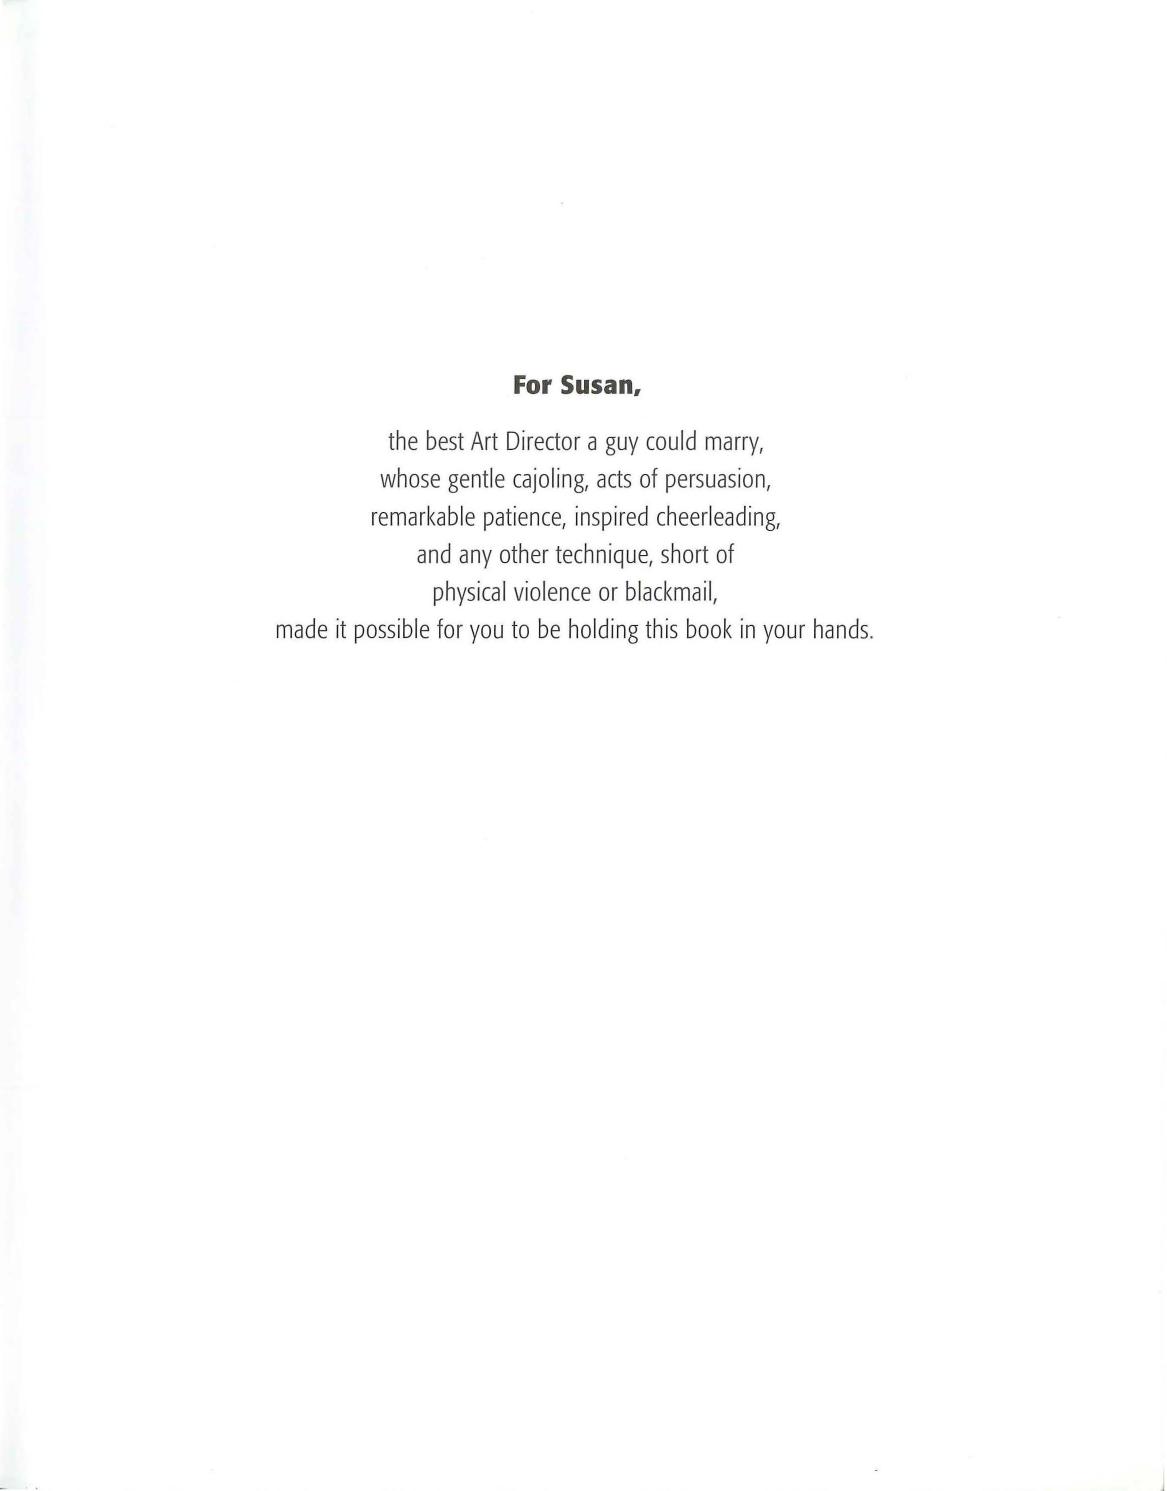 For Susan,
the best Art Director a guy could marry,
whose gentle cajoling, acts of persuasion,
remarkable patience, inspired cheerleading,
and any other technique, short of
physical violence or blackmail,
made it possible for you to be holding this book in your hands.